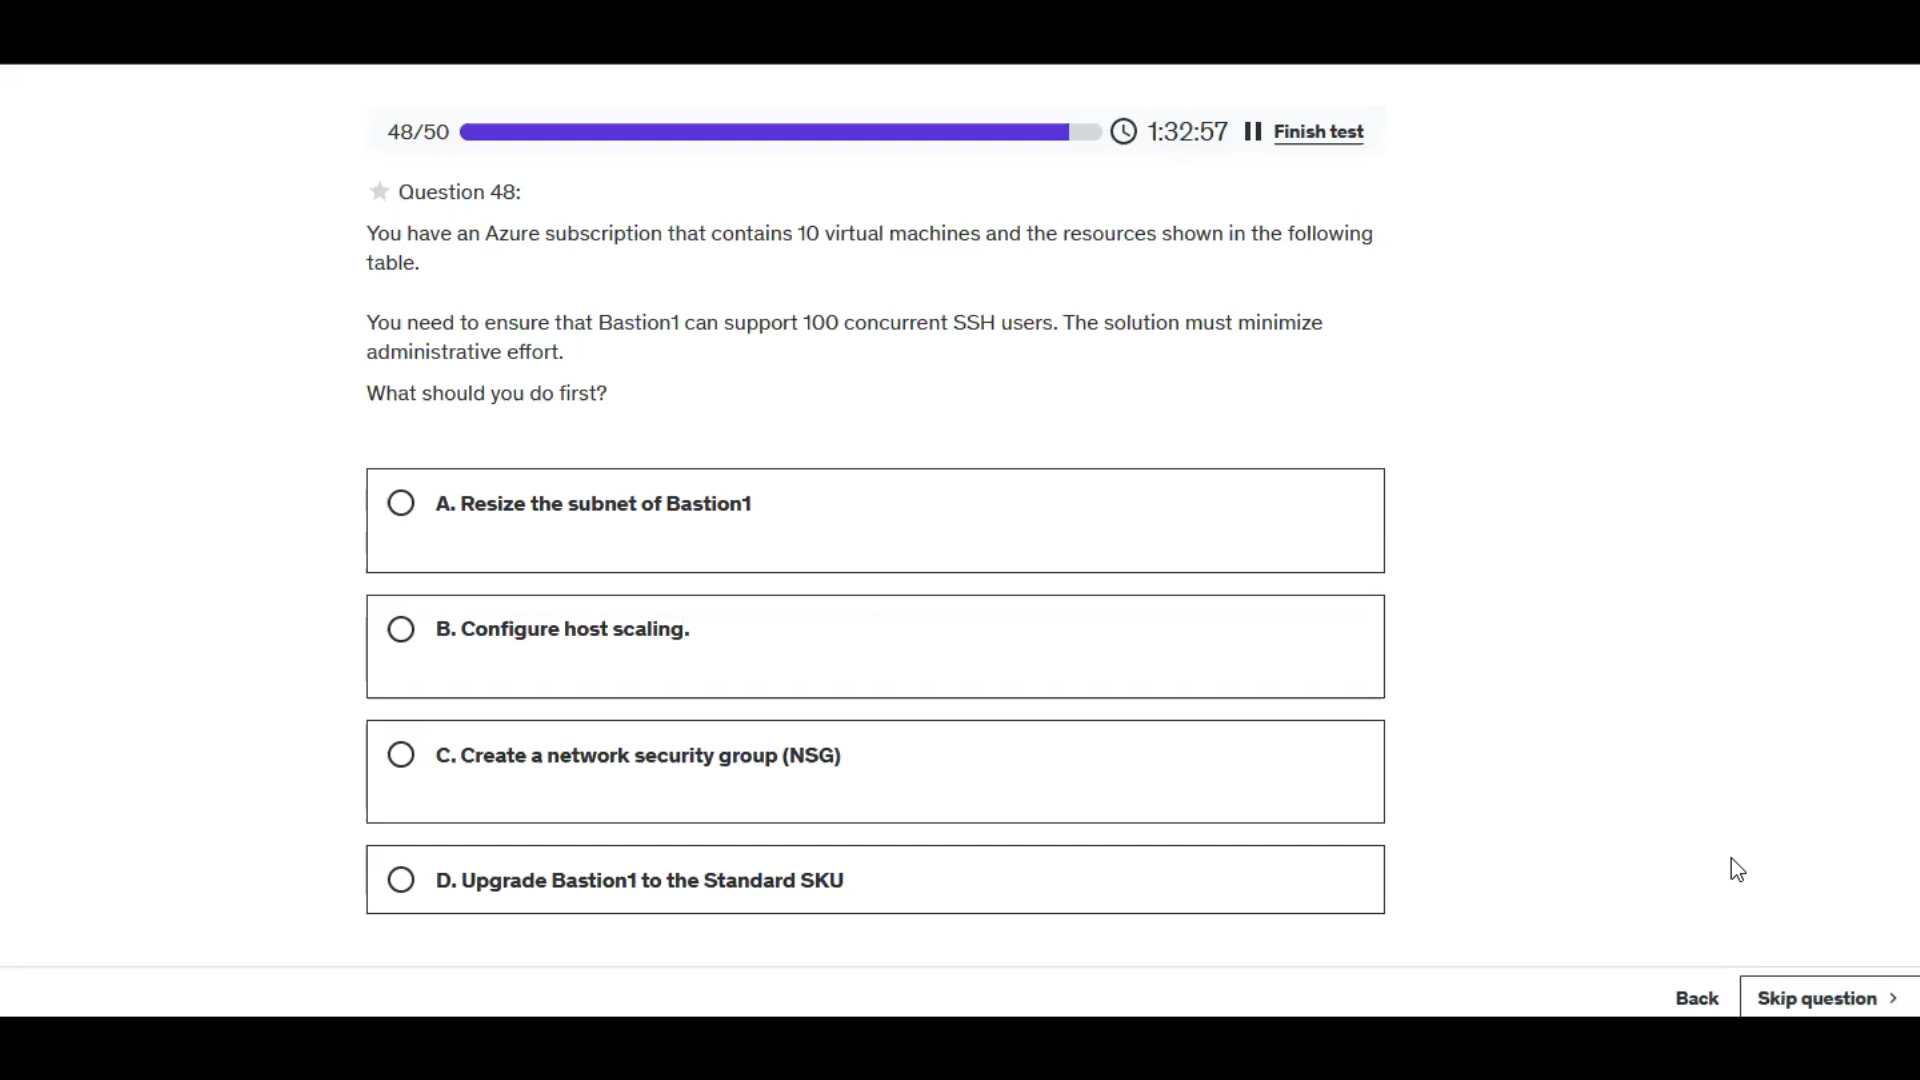 48/50 1:32:57 Finish test
Question 48:
You have an Azure subscription that contains 10 virtual machines and the resources shown in the following
table.
You need to ensure that Bastion1 can support 100 concurrent SSH users. The solution must minimize
administrative effort.
What should you do first?
A. Resize the subnet of Bastion1
B. Configure host scaling.
C. Create a network security group (NSG)
D. Upgrade Bastion1 to the Standard SKU
Back Skip question